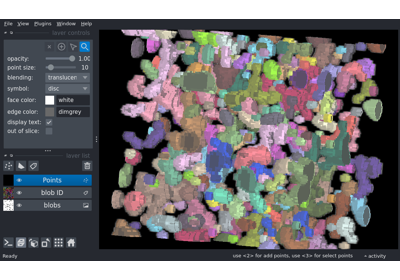 File View Plugins Window Help
layer controls
opacity: 1.00
point size: 10
blending: translucen
symbol: disc
face color: white
edge color: dimgrey
display text:
out of slice:
layer list
Points
blob ID
blobs
Ready
use <2> for add points, use <3> for select points
activity